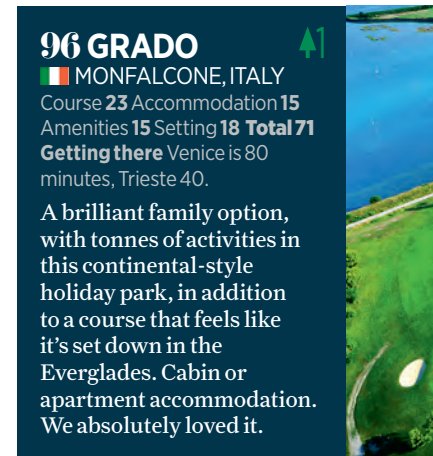 96 GRADO
1
MONFALCONE, ITALY
Course 23 Accommodation 15
Amenities 15 Setting 18 Total 71
Getting there Venice is 80
minutes, Trieste 40.
A brilliant family option,
with tonnes of activities in
this continental-style
holiday park, in addition
to a course that feels like
it's set down in the
Everglades. Cabin or
apartment accommodation.
We absolutely loved it.